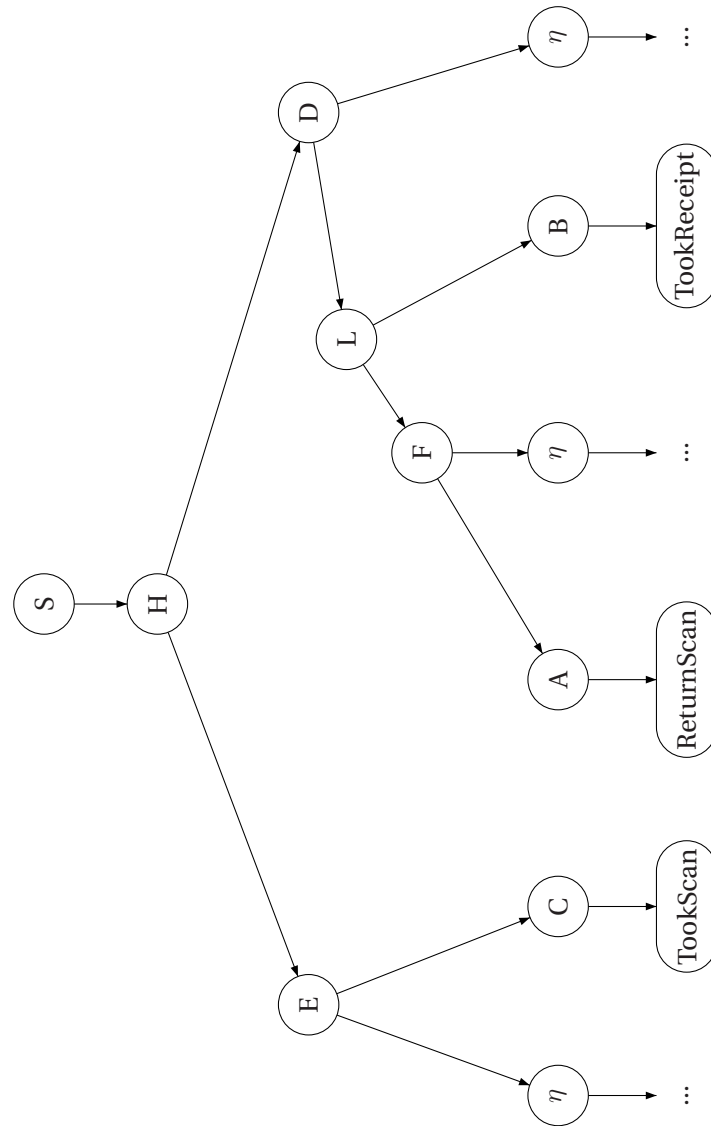 S
H
E
D
L
F
η
C
A
η
B
η
...
TookScan
ReturnScan
...
TookReceipt
...